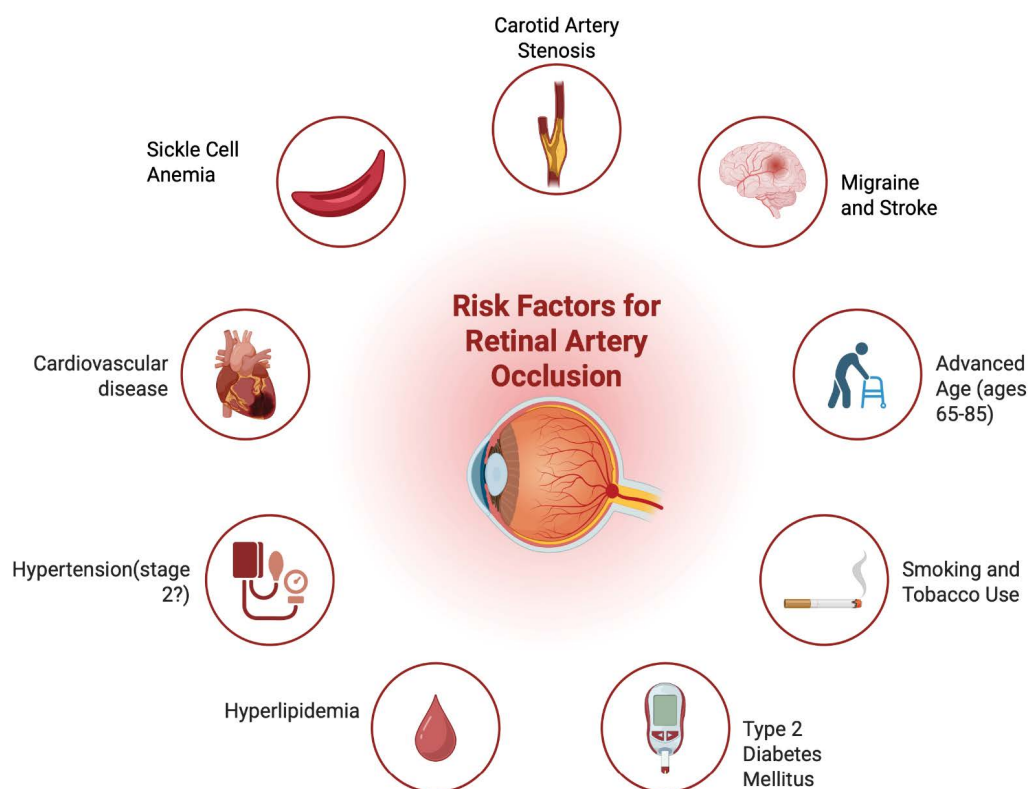 Carotid Artery
Stenosis
Sickle Cell
Anemia
Migraine
and Stroke
Risk Factors for
Retinal Artery
Occlusion
Cardiovascular
disease
Advanced
Age (ages
65-85)
Hypertension(stage
2?)
Smoking and
Tobacco Use
Hyperlipidemia
Type 2
Diabetes
Mellitus